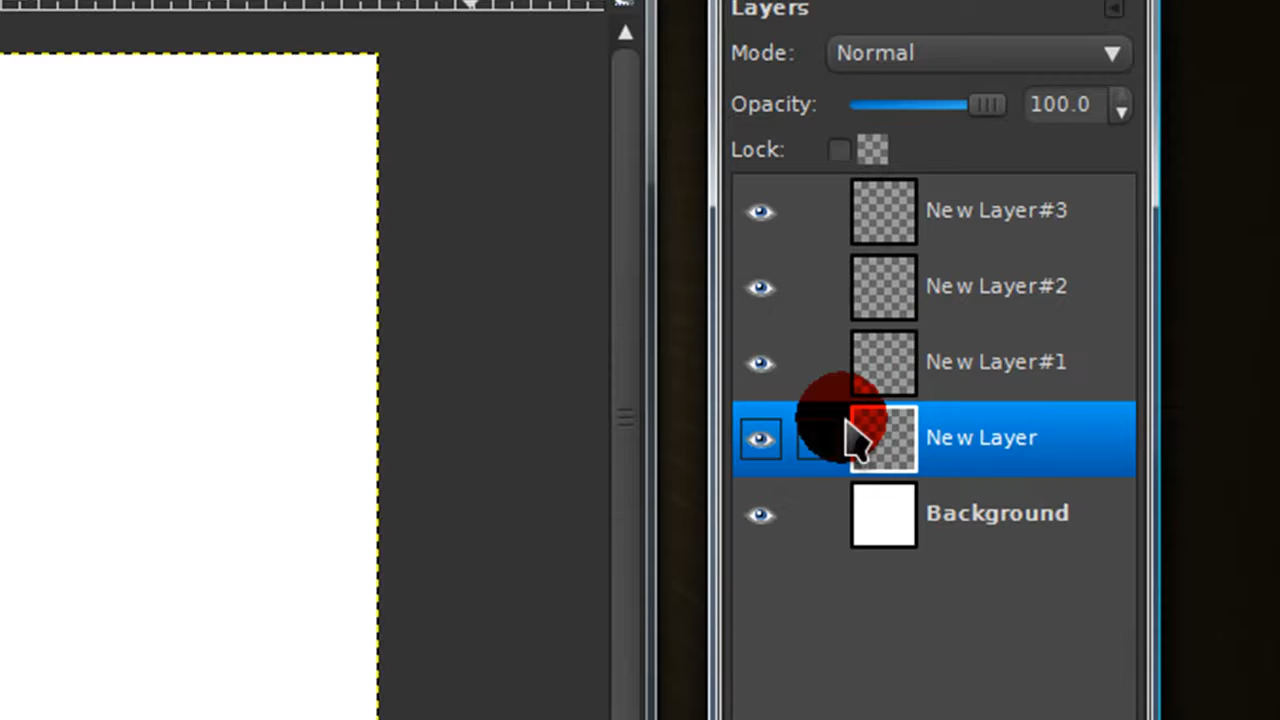 Layers
Mode: Normal
Opacity: 100.0
Lock:
New Layer#3
New Layer#2
New Layer#1
New Layer
Background